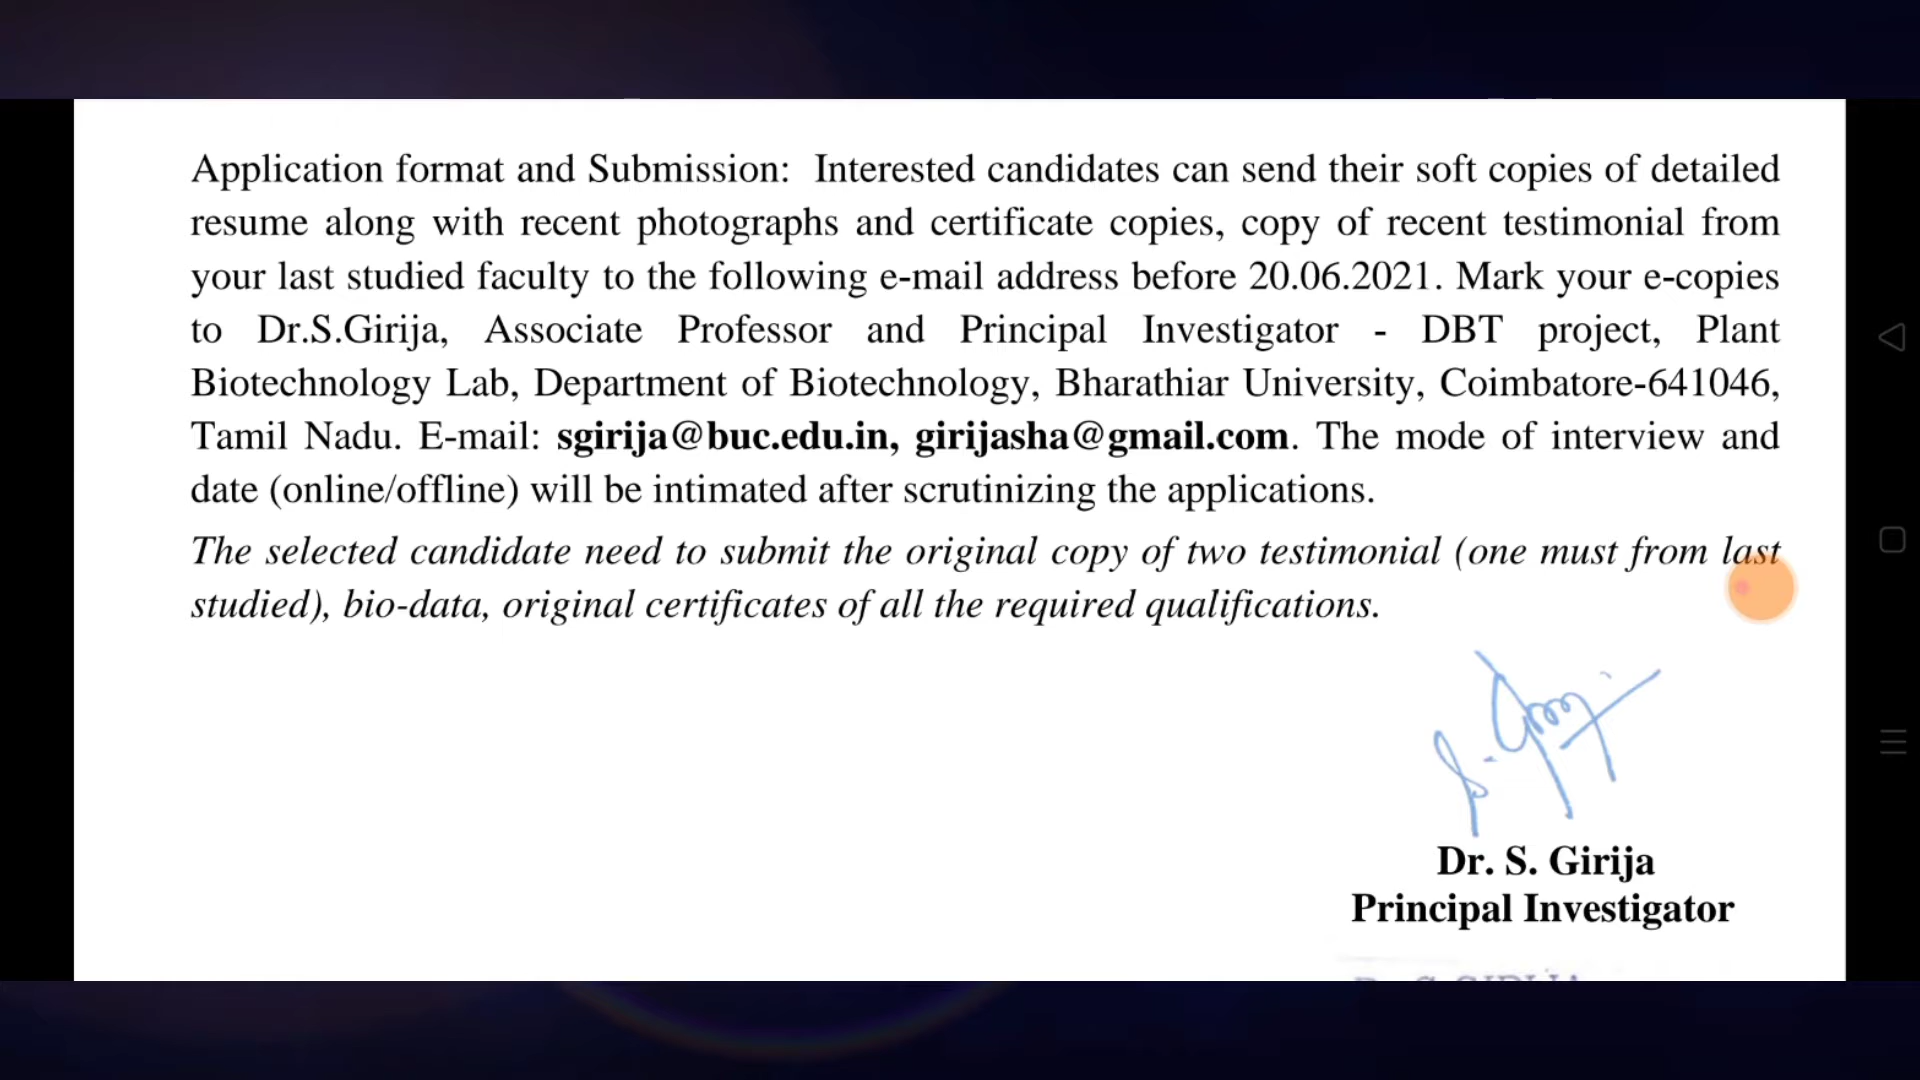 Application format and Submission: Interested candidates can send their soft copies of detailed
resume along with recent photographs and certificate copies, copy of recent testimonial from
your last studied faculty to the following e-mail address before 20.06.2021. Mark your e-copies
to Dr.S.Girija, Associate Professor and Principal Investigator - DBT project, Plant
Biotechnology Lab, Department of Biotechnology, Bharathiar University, Coimbatore-641046,
Tamil Nadu. E-mail: sgirija@buc.edu.in, girijasha@gmail.com. The mode of interview and
date (online/offline) will be intimated after scrutinizing the applications.
The selected candidate need to submit the original copy of two testimonial (one must from last
studied), bio-data, original certificates of all the required qualifications.
Dr. S. Girija
Principal Investigator